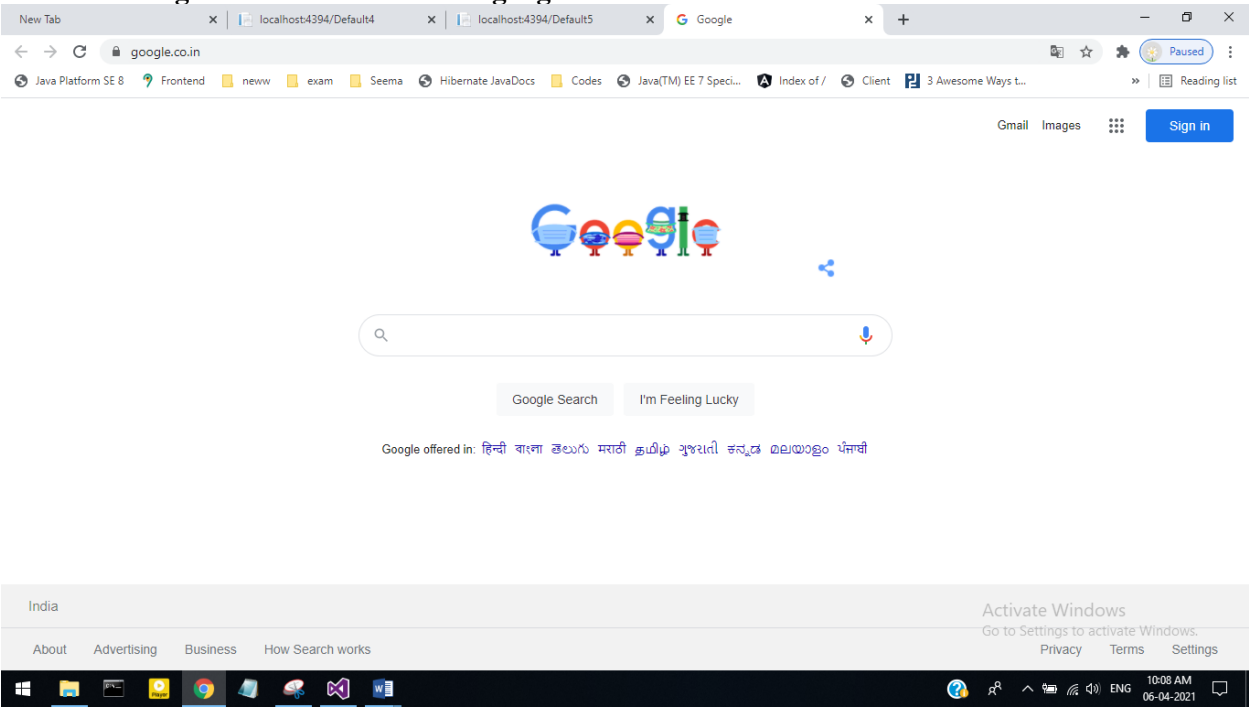 New Tab localhost:4394/Default4 localhost:4394/Default5 Google
google.co.in Paused
Java Platform SE 8 Frontend neww exam Seema Hibernate JavaDocs Codes Java(TM) EE 7 Speci... Index of / Client 3 Awesome Ways t... » Reading list
Gmail Images Sign in
Google
Google Search I'm Feeling Lucky
Google offered in: हिन्दी বাংলা తెలుగు मराठी தமிழ் ગુજરાતી ಕನ್ನಡ മലയാളം ਪੰਜਾਬੀ
India
Activate Windows
Go to Settings to activate Windows.
About Advertising Business How Search works Privacy Terms Settings
ENG 10:08 AM
06-04-2021